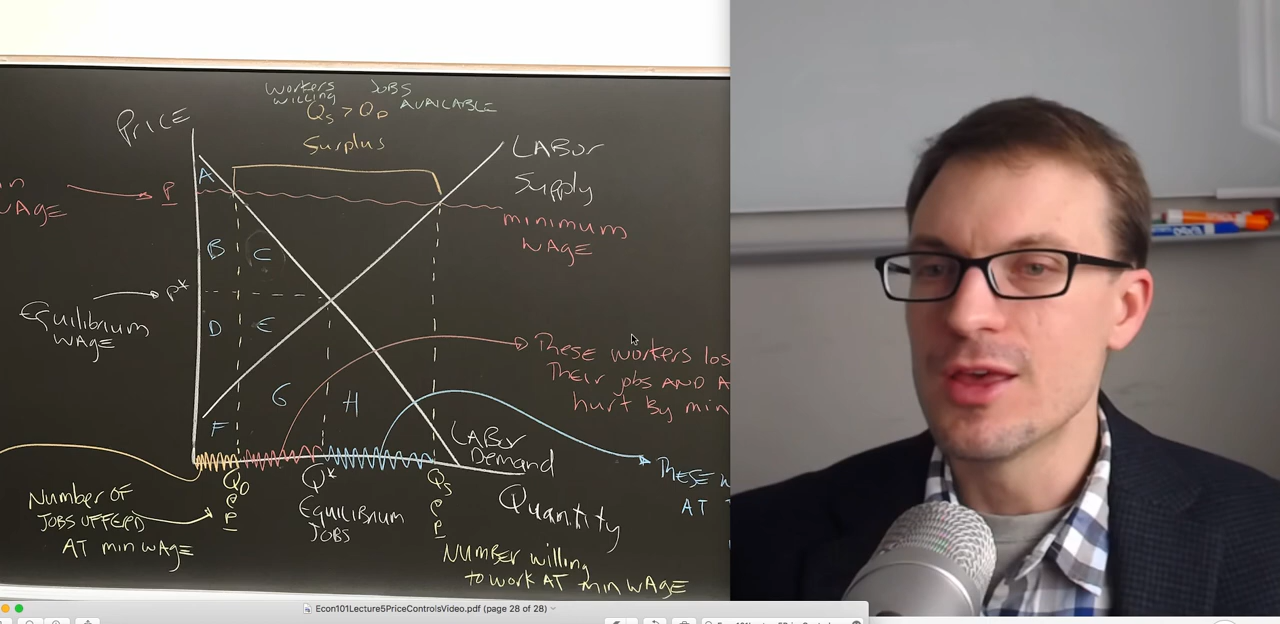 WORKERS JOBS
WILLING AVAILABLE
Qs > QD
Surplus
PRICE
LABOR
Supply
A
P
WAGE
minimum
WAGE
B
C
P*
EQuilibRium
WAGE
D
E
These workers los
Their jobs AND A
hurt by min
G
H
F
LABOR
DEMAND
Quantity
THESE W
AT
QD
@
P
Q*
EQuilibRium
JOBS
Qs
@
P
Number of
JOBS OFFERED
AT min WAGE
Number willing
to work AT min WAGE
Econ101Lecture5PriceControlsVideo.pdf (page 28 of 28)